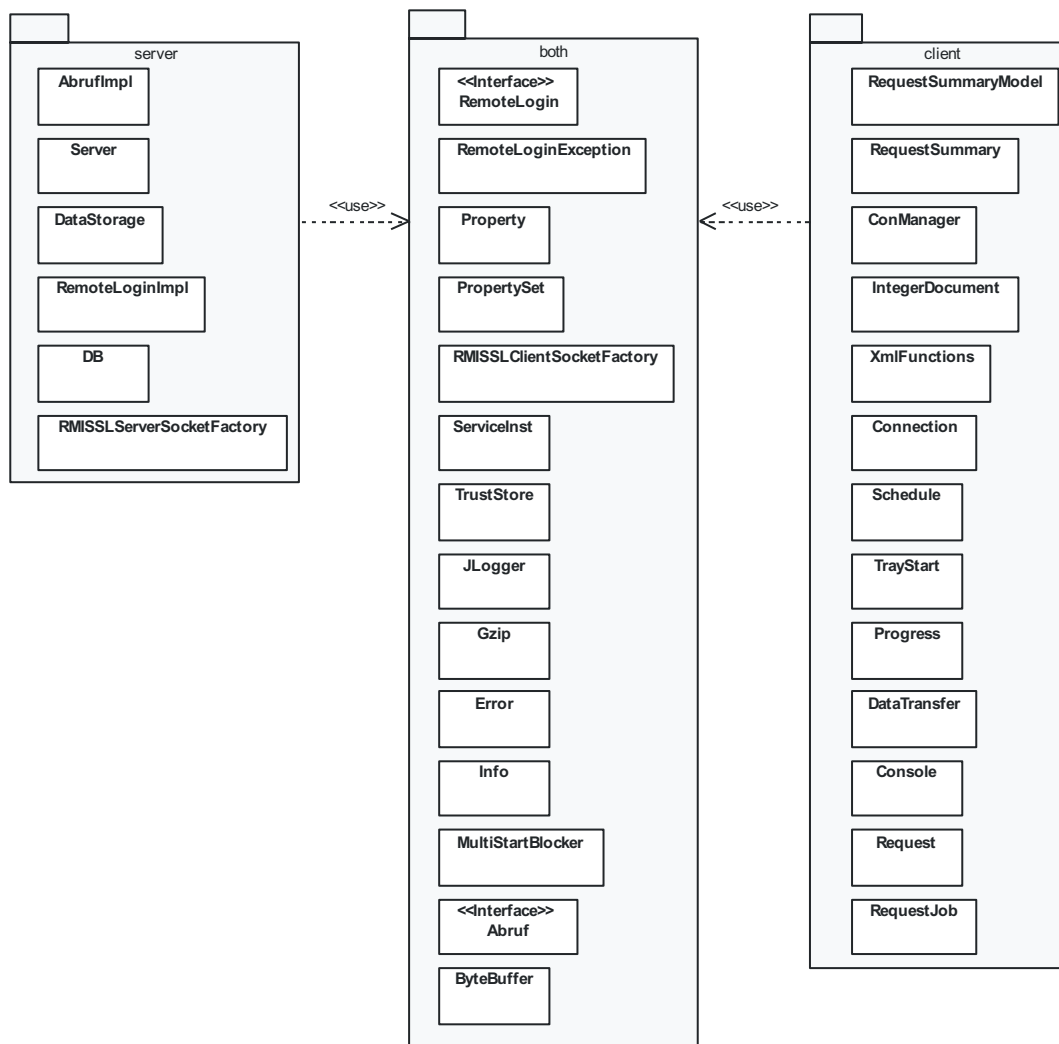 server
AbrufImpl
Server
DataStorage
RemoteLoginImpl
DB
RMISSLServerSocketFactory
<<use>>
both
<<Interface>>
RemoteLogin
RemoteLoginException
Property
PropertySet
RMISSLClientSocketFactory
ServiceInst
TrustStore
JLogger
Gzip
Error
Info
MultiStartBlocker
<<Interface>>
Abruf
ByteBuffer
<<use>>
client
RequestSummaryModel
RequestSummary
ConManager
IntegerDocument
XmlFunctions
Connection
Schedule
TrayStart
Progress
DataTransfer
Console
Request
RequestJob